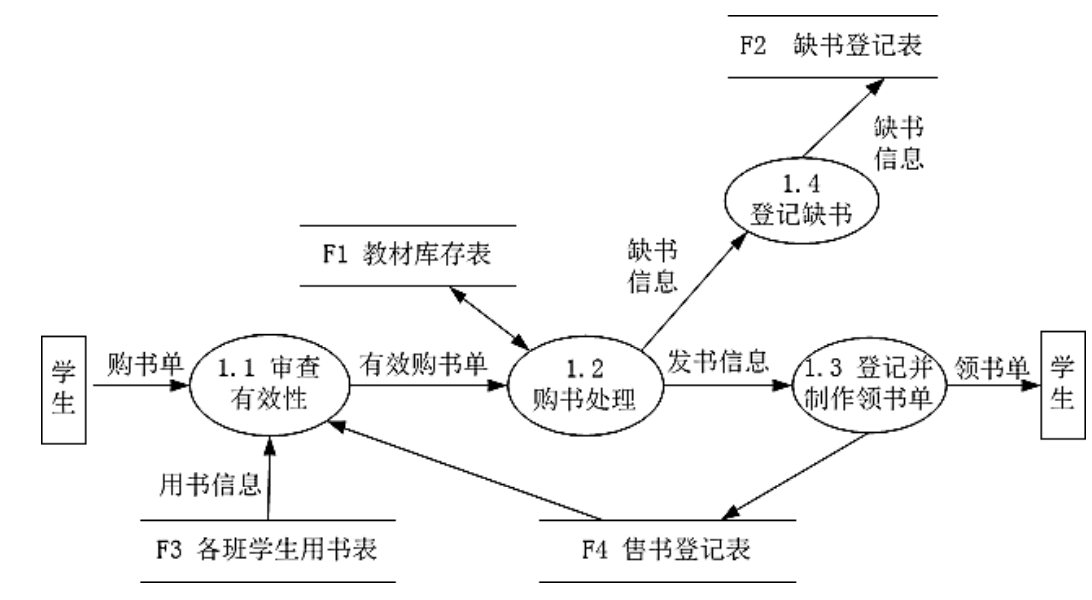 F2 缺书登记表
缺书
信息
1.4
登记缺书
F1 教材库存表
缺书
信息
学
生
购书单
1.1 审查
有效性
有效购书单
1.2
购书处理
发书信息
1.3 登记并
制作领书单
领书单
学
生
用书信息
F3 各班学生用书表
F4 售书登记表